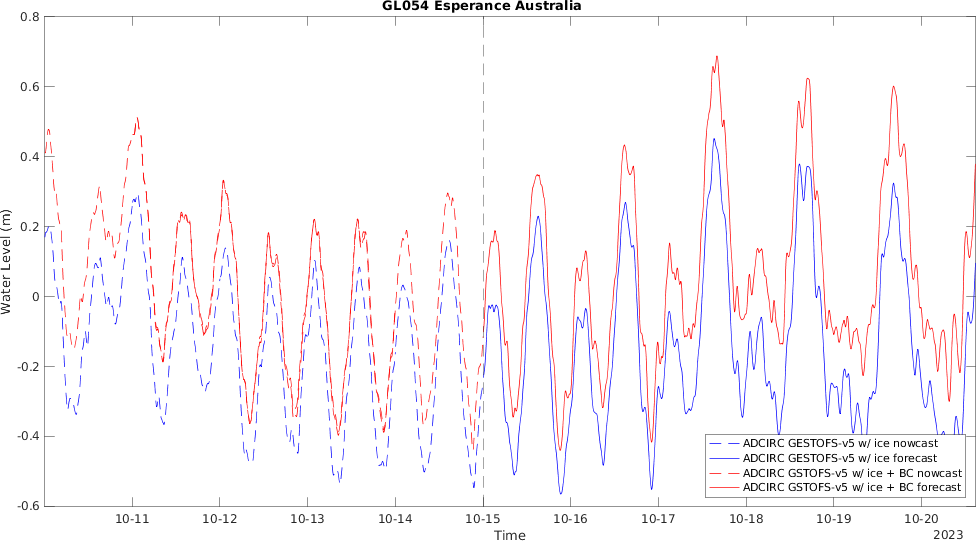 GL054 Esperance Australia
0.8
0.6
0.4
0.2
0
-0.2
-0.4
-0.6
Water Level (m)
10-11 10-12 10-13 10-14 10-15 10-16 10-17 10-18 10-19 10-20
Time
2023
ADCIRC GESTOFS-v5 w/ ice nowcast
ADCIRC GESTOFS-v5 w/ ice forecast
ADCIRC GSTOFS-v5 w/ ice + BC nowcast
ADCIRC GSTOFS-v5 w/ ice + BC forecast